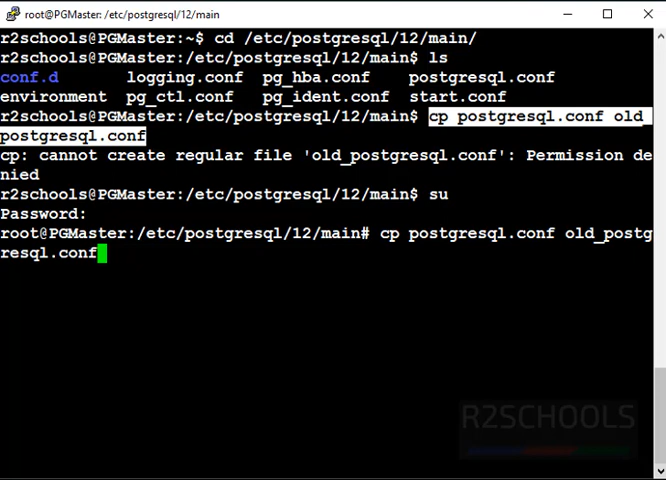 root@PGMaster: /etc/postgresql/12/main
r2schools@PGMaster:~$ cd /etc/postgresql/12/main/
r2schools@PGMaster:/etc/postgresql/12/main$ ls
conf.d logging.conf pg_hba.conf postgresql.conf
environment pg_ctl.conf pg_ident.conf start.conf
r2schools@PGMaster:/etc/postgresql/12/main$ cp postgresql.conf old_
postgresql.conf
cp: cannot create regular file 'old_postgresql.conf': Permission de
nied
r2schools@PGMaster:/etc/postgresql/12/main$ su
Password:
root@PGMaster:/etc/postgresql/12/main# cp postgresql.conf old_postg
resql.conf
R2SCHOOLS